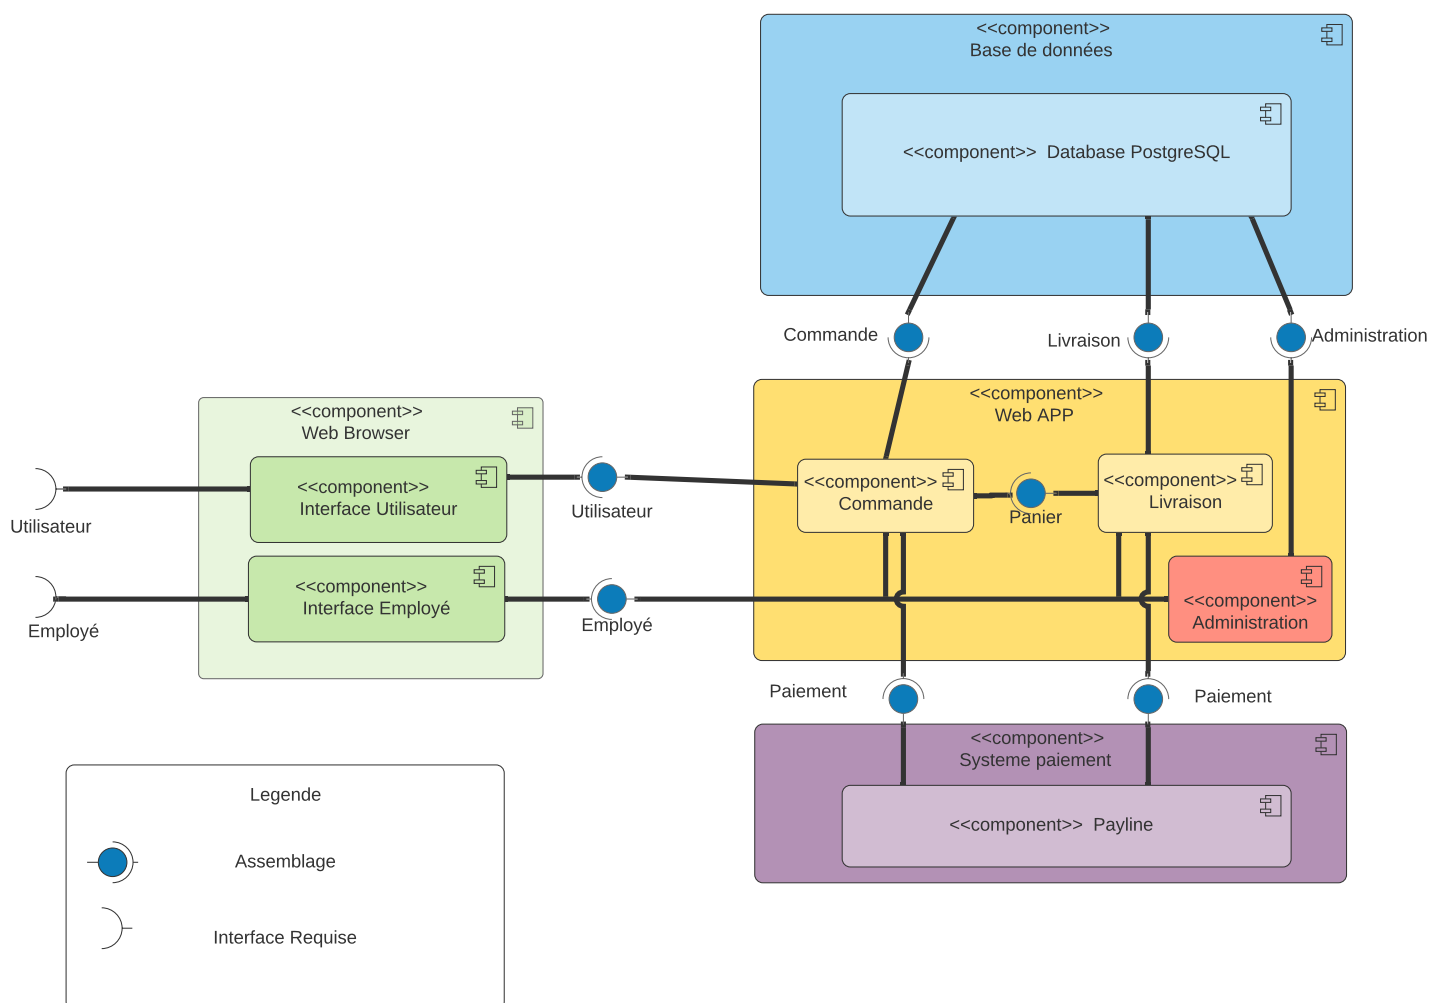 <<component>>
Base de données
<<component>> Database PostgreSQL
Commande
Livraison
Administration
<<component>>
Web Browser
<<component>>
Web APP
<<component>>
Interface Utilisateur
Utilisateur
Utilisateur
<<component>>
Commande
Panier
<<component>>
Livraison
<<component>>
Interface Employé
Employé
Employé
<<component>>
Administration
Paiement
Paiement
<<component>>
Systeme paiement
<<component>> Payline
Legende
Assemblage
Interface Requise